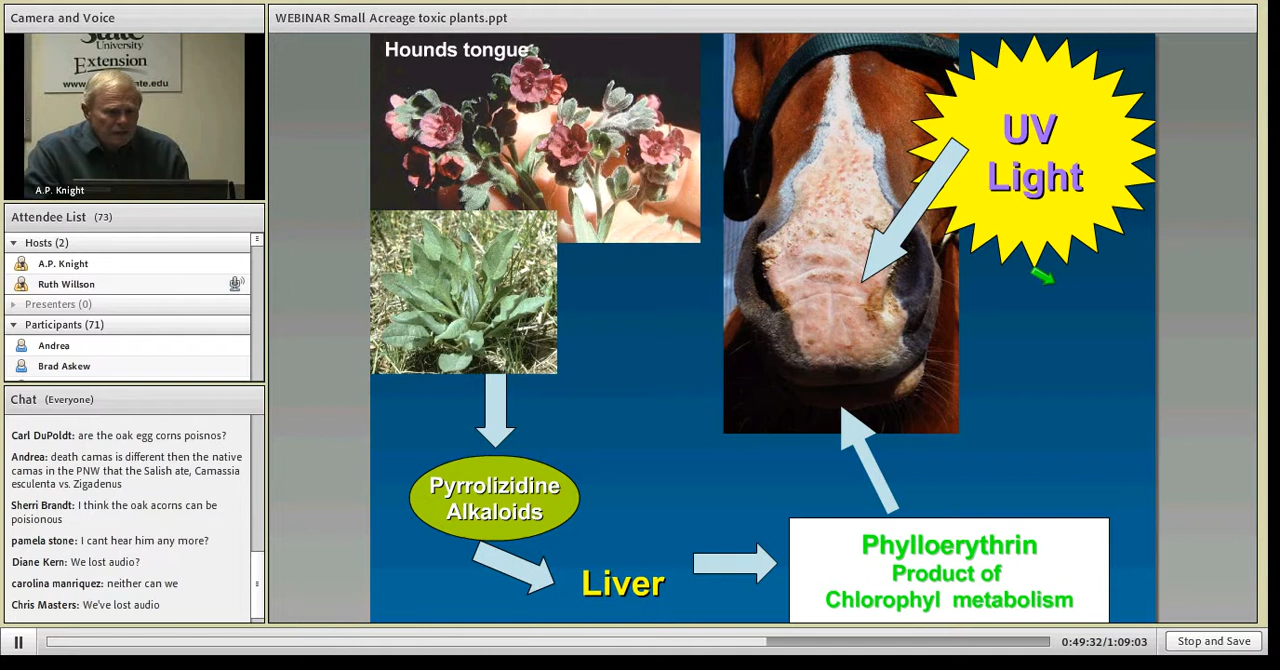 Camera and Voice
State
University
Extension
A.P. Knight
Attendee List (73)
Hosts (2)
A.P. Knight
Ruth Willson
Presenters (0)
Participants (71)
Andrea
Brad Askew
Chat (Everyone)
Carl DuPoldt: are the oak egg corns poisnos?
Andrea: death camas is different then the native
camas in the PNW that the Salish ate, Camassia
esculenta vs. Zigadenus
Sherri Brandt: I think the oak acorns can be
poisionous
pamela stone: I cant hear him any more?
Diane Kern: We lost audio?
carolina manriquez: neither can we
Chris Masters: We've lost audio
WEBINAR Small Acreage toxic plants.ppt
Hounds tongue
UV
Light
Pyrrolizidine
Alkaloids
Liver
Phylloerythrin
Product of
Chlorophyl metabolism
0:49:32/1:09:03
Stop and Save